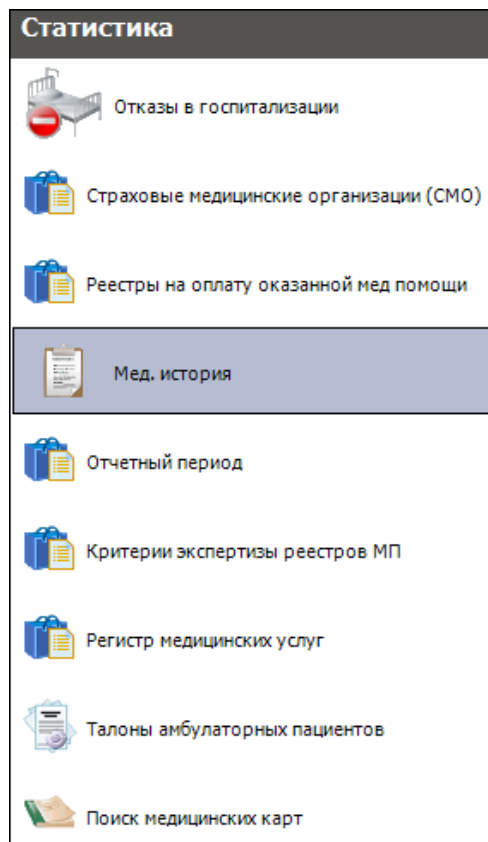 Статистика
Отказы в госпитализации
Страховые медицинские организации (СМО)
Реестры на оплату оказанной мед помощи
Мед. история
Отчетный период
Критерии экспертизы реестров МП
Регистр медицинских услуг
Талоны амбулаторных пациентов
Поиск медицинских карт